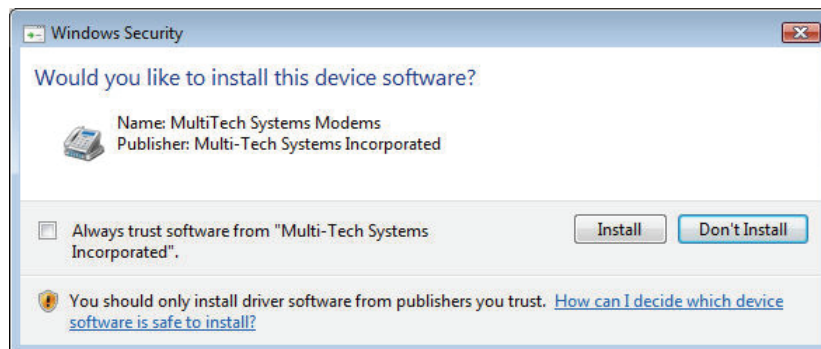 Windows Security
Would you like to install this device software?
Name: MultiTech Systems Modems
Publisher: Multi-Tech Systems Incorporated
Always trust software from "Multi-Tech Systems
Incorporated".
Install
Don't Install
You should only install driver software from publishers you trust. How can I decide which device
software is safe to install?